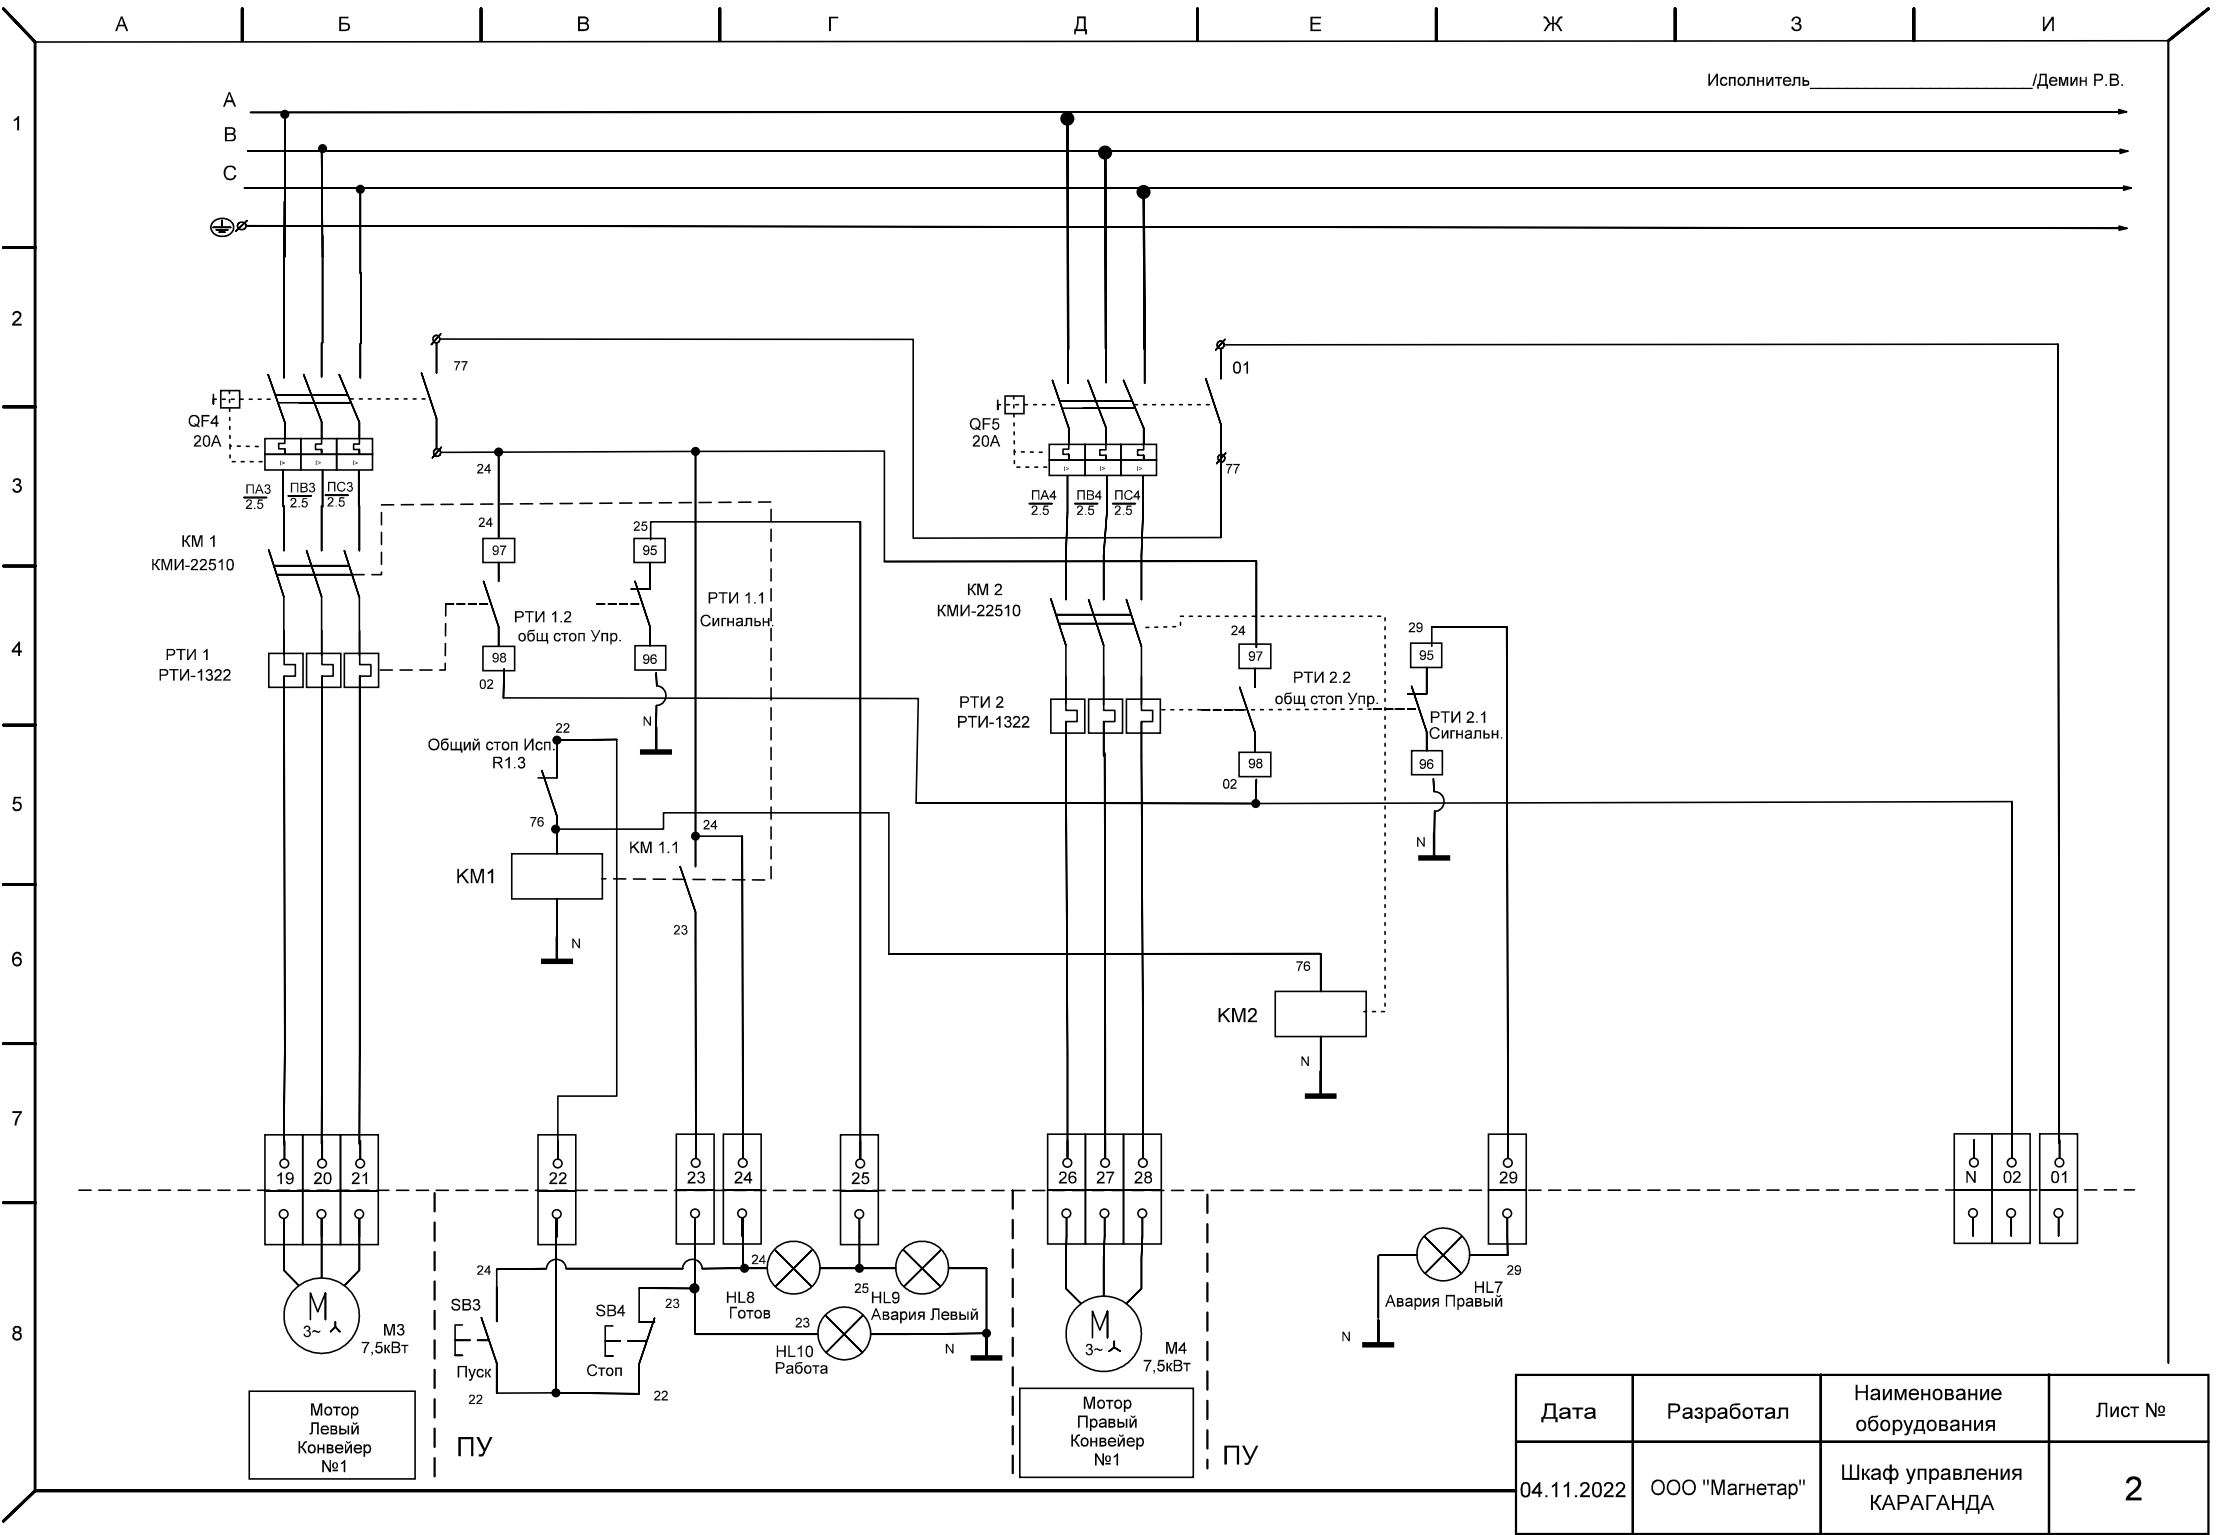 А Б В Г Д Е Ж З И
Исполнитель________________________/Демин Р.В.
1
2
3
4
5
6
7
8
A
B
C
QF4
20A
77
24
ПА3
2.5
ПВ3
2.5
ПС3
2.5
КМ 1
КМИ-22510
РТИ 1
РТИ-1322
24
97
РТИ 1.2
общ стоп Упр.
98
02
25
95
РТИ 1.1
Сигнальн.
96
N
22
Общий стоп Исп.
R1.3
76
KM1
N
24
KM 1.1
23
QF5
20A
01
77
ПА4
2.5
ПВ4
2.5
ПС4
2.5
КМ 2
КМИ-22510
РТИ 2
РТИ-1322
24
97
РТИ 2.2
общ стоп Упр.
98
02
29
95
РТИ 2.1
Сигнальн.
96
N
76
KM2
N
19 20 21 22 23 24 25 26 27 28 29 N 02 01
24
SB3
Пуск
22
SB4
Стоп
22
23
24
HL8
Готов
25
HL9
Авария Левый
23
HL10
Работа
N
M
3~
М3
7,5кВт
M
3~
М4
7,5кВт
29
HL7
Авария Правый
N
Мотор
Левый
Конвейер
№1
ПУ
Мотор
Правый
Конвейер
№1
ПУ
Дата Разработал Наименование оборудования Лист №
04.11.2022 ООО "Магнетар" Шкаф управления КАРАГАНДА 2